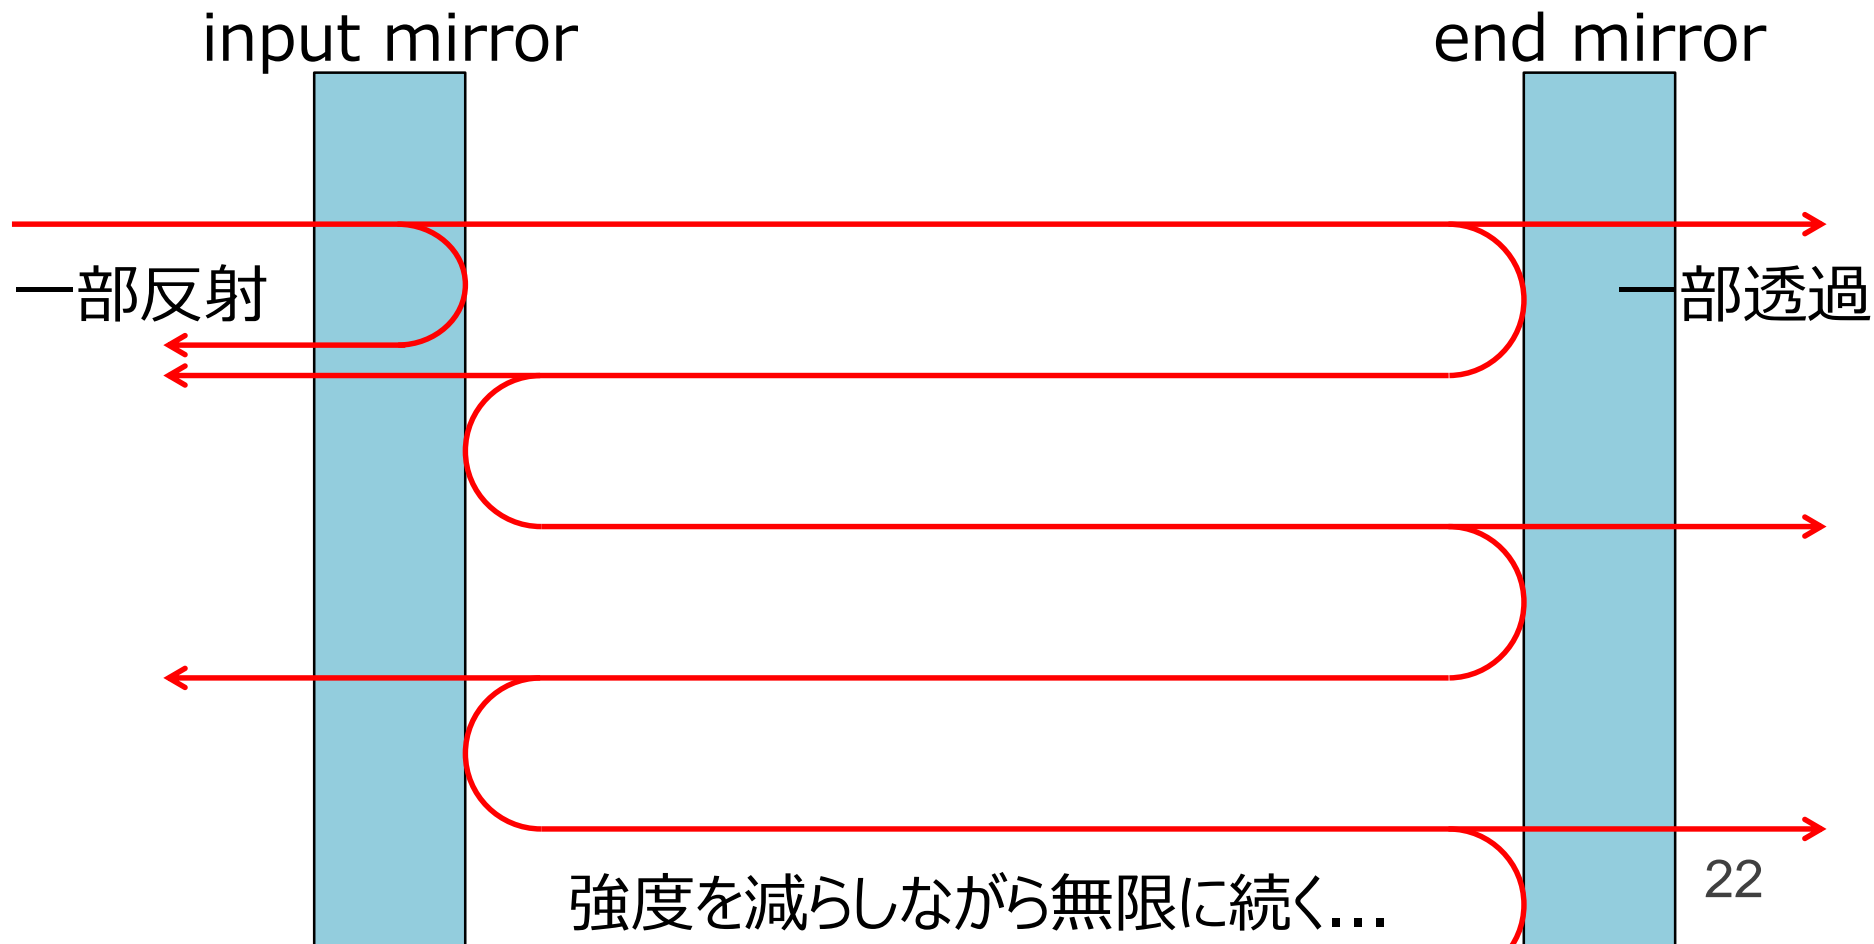 input mirror
end mirror
一部反射
一部透過
強度を減らしながら無限に続く...
22